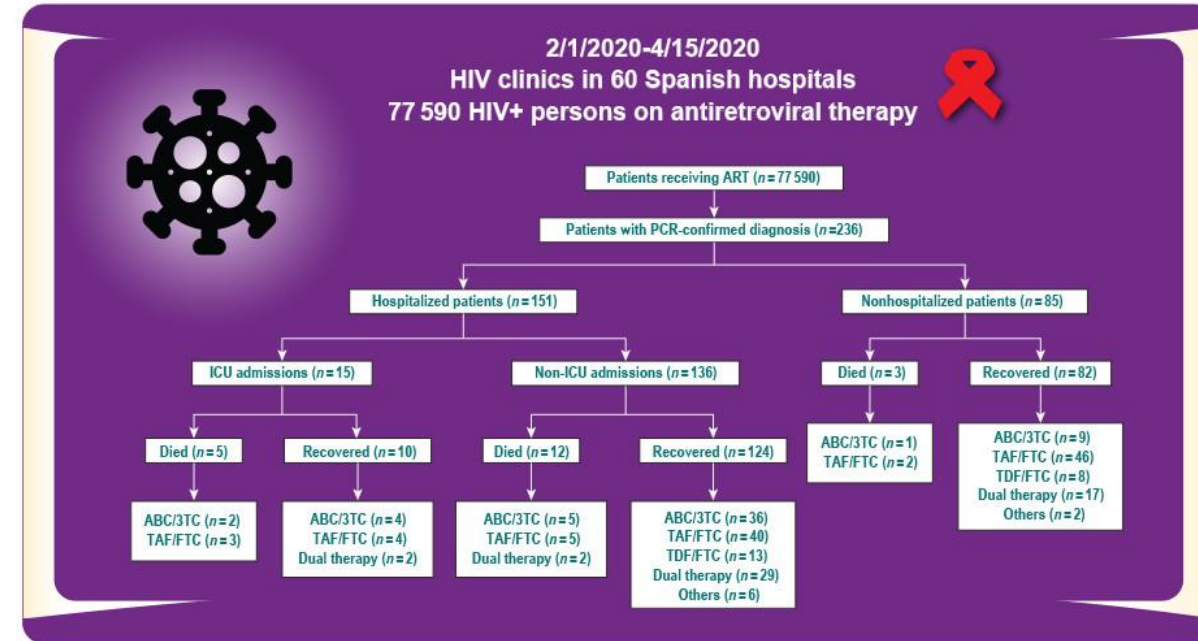 2/1/2020-4/15/2020
HIV clinics in 60 Spanish hospitals
77 590 HIV+ persons on antiretroviral therapy
Patients receiving ART (n=77 590)
Patients with PCR-confirmed diagnosis (n=236)
Hospitalized patients (n=151)
Nonhospitalized patients (n=85)
ICU admissions (n=15)
Non-ICU admissions (n=136)
Died (n=3)
Recovered (n=82)
Died (n=5)
Recovered (n=10)
Died (n=12)
Recovered (n=124)
ABC/3TC (n=1)
TAF/FTC (n=2)
ABC/3TC (n=9)
TAF/FTC (n=46)
TDF/FTC (n=8)
Dual therapy (n=17)
Others (n=2)
ABC/3TC (n=2)
TAF/FTC (n=3)
ABC/3TC (n=4)
TAF/FTC (n=4)
Dual therapy (n=2)
ABC/3TC (n=5)
TAF/FTC (n=5)
Dual therapy (n=2)
ABC/3TC (n=36)
TAF/FTC (n=40)
TDF/FTC (n=13)
Dual therapy (n=29)
Others (n=6)